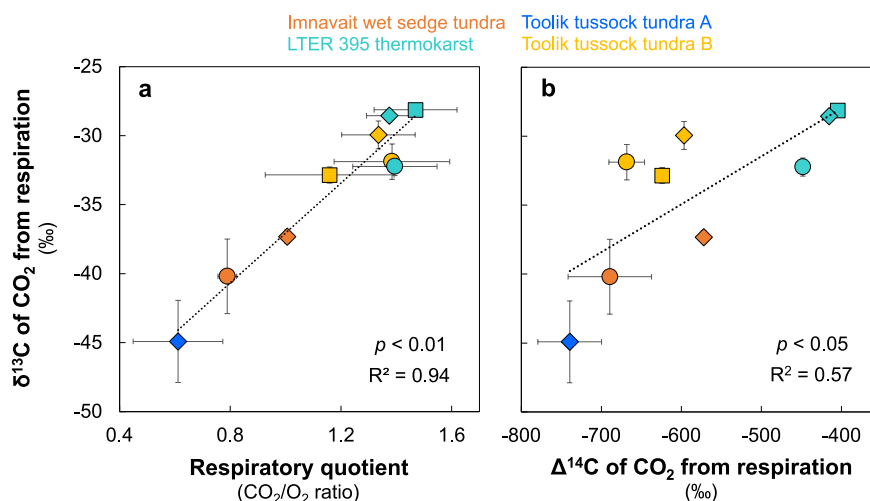 Imnavait wet sedge tundra Toolik tussock tundra A
LTER 395 thermokarst Toolik tussock tundra B
a
b
δ¹³C of CO₂ from respiration
(‰)
-25
-30
-35
-40
-45
-50
p < 0.01
R² = 0.94
p < 0.05
R² = 0.57
0.4 0.8 1.2 1.6
-800 -700 -600 -500 -400
Respiratory quotient
(CO₂/O₂ ratio)
Δ¹⁴C of CO₂ from respiration
(‰)